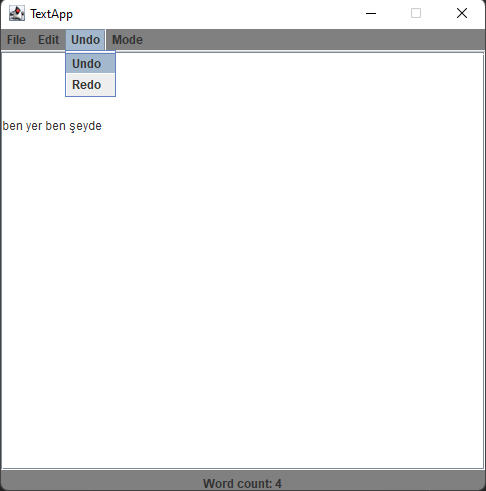 TextApp
File Edit Undo Mode
Undo
Redo
ben yer ben şeyde
Word count: 4